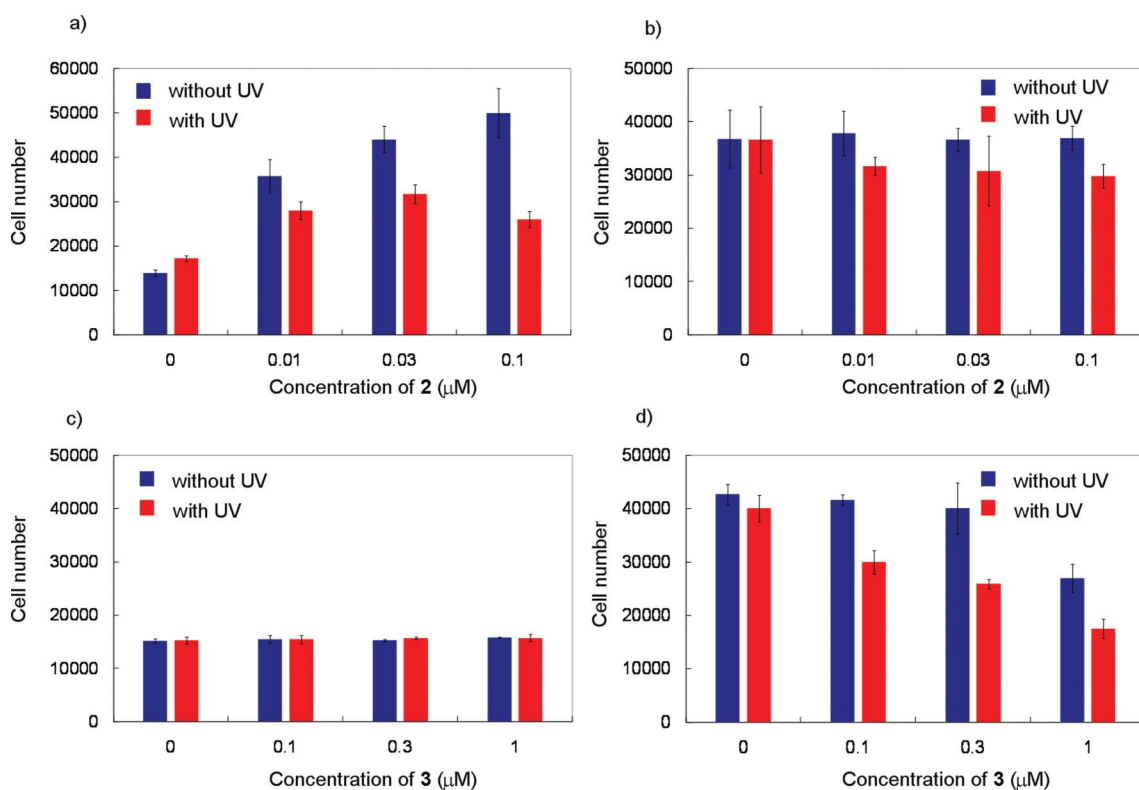 a)
60000
50000
40000
30000
20000
10000
0
Cell number
without UV
with UV
0 0.01 0.03 0.1
Concentration of 2 (μM)
b)
50000
40000
30000
20000
10000
0
Cell number
without UV
with UV
0 0.01 0.03 0.1
Concentration of 2 (μM)
c)
50000
40000
30000
20000
10000
0
Cell number
without UV
with UV
0 0.1 0.3 1
Concentration of 3 (μM)
d)
50000
40000
30000
20000
10000
0
Cell number
without UV
with UV
0 0.1 0.3 1
Concentration of 3 (μM)